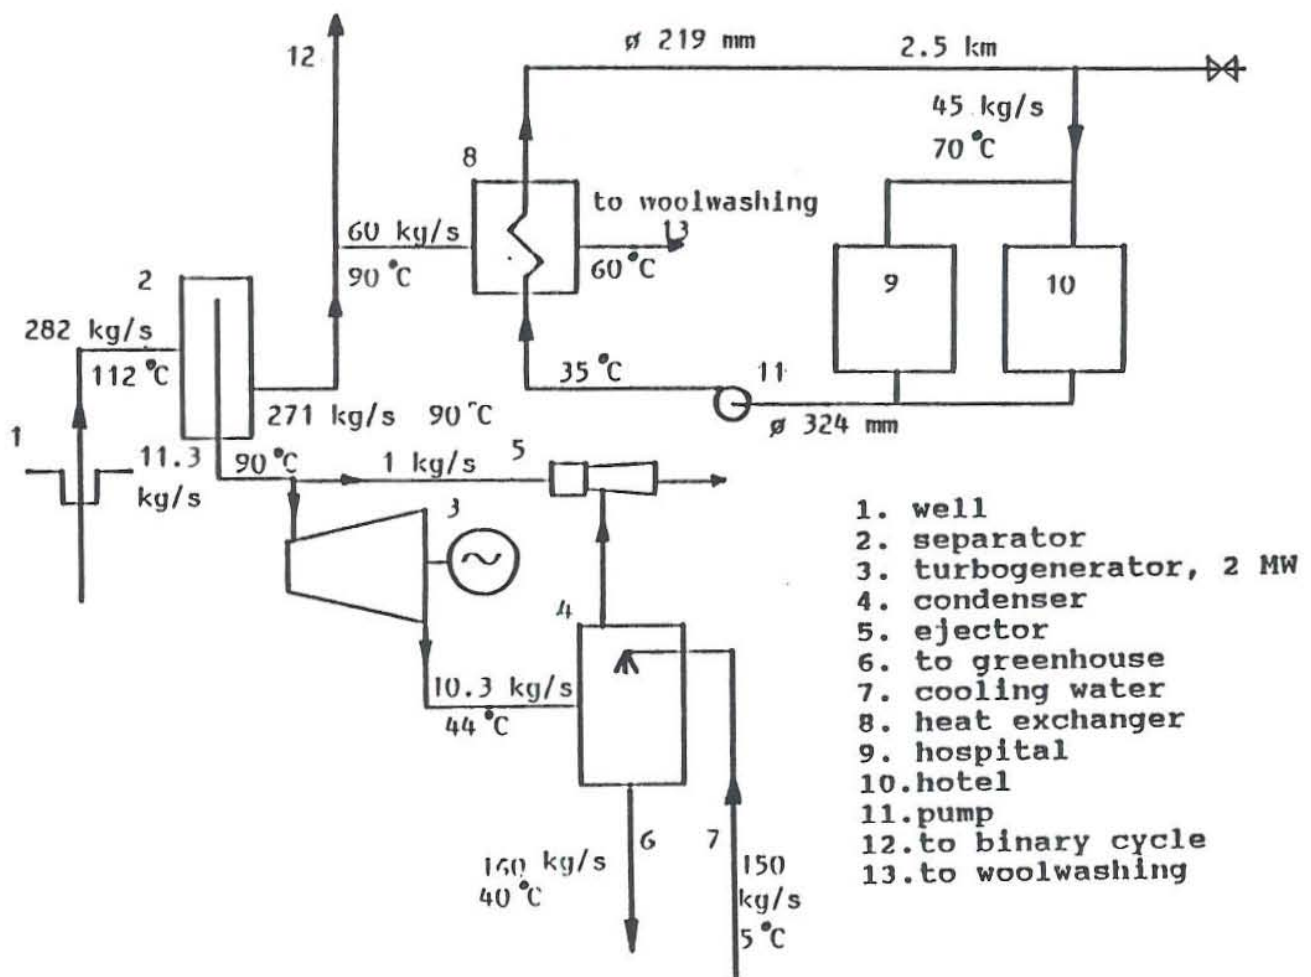 12
ø 219 mm
2.5 km
45 kg/s
70 °C
8
to woolwashing
13
60 kg/s
90 °C
60 °C
2
9
10
282 kg/s
112 °C
35 °C
11
271 kg/s 90 °C
ø 324 mm
1
11.3
kg/s
90 °C
1 kg/s
5
3
4
10.3 kg/s
44 °C
6
7
160 kg/s
40 °C
150
kg/s
5 °C
1. well
2. separator
3. turbogenerator, 2 MW
4. condenser
5. ejector
6. to greenhouse
7. cooling water
8. heat exchanger
9. hospital
10.hotel
11.pump
12.to binary cycle
13.to woolwashing